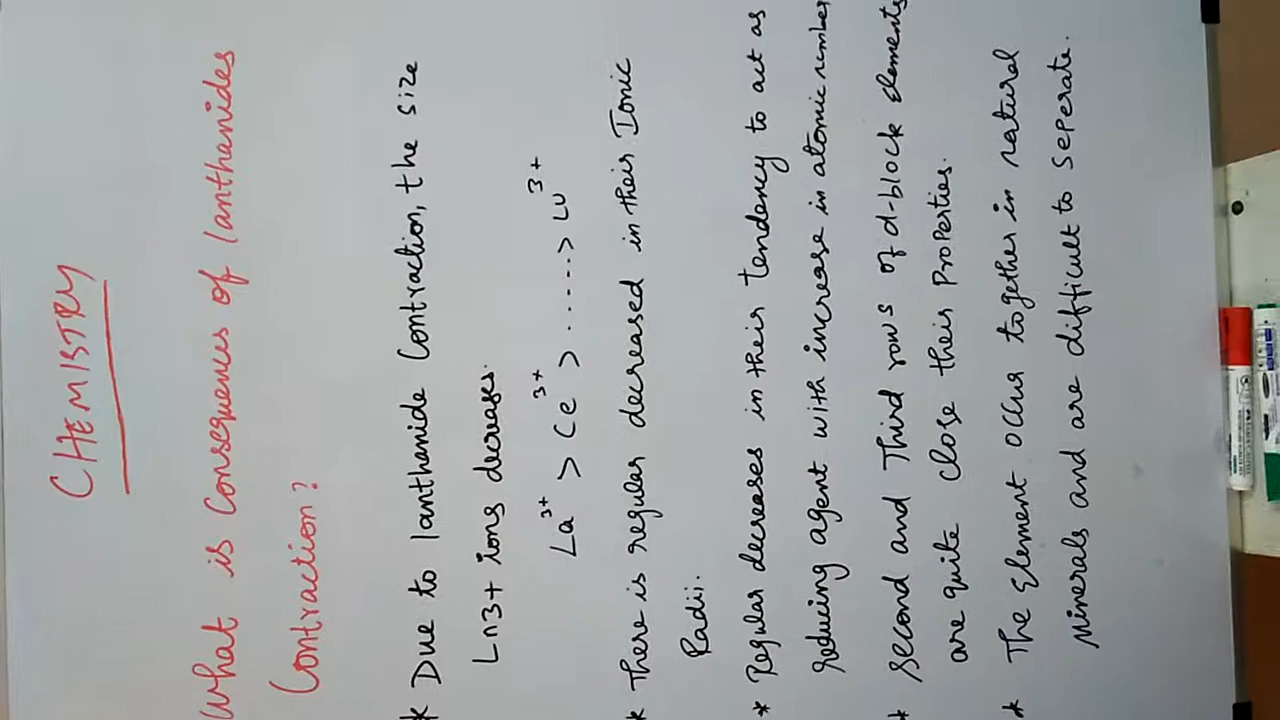 CHEMISTRY
What is Consequences of lanthanides
Contraction?
* Due to lanthanide Contraction, the size
Ln3+ ions decreases.
La³⁺ > Ce³⁺ > ......> Lu³⁺
* There is regular decreased in their Ionic
Radii.
* Regular decreases in their tendency to act as
reducing agent with increase in atomic number
* second and Third rows of d-block elements
are quite close their Properties.
* The Element occur together in natural
Minerals and are difficult to seperate.